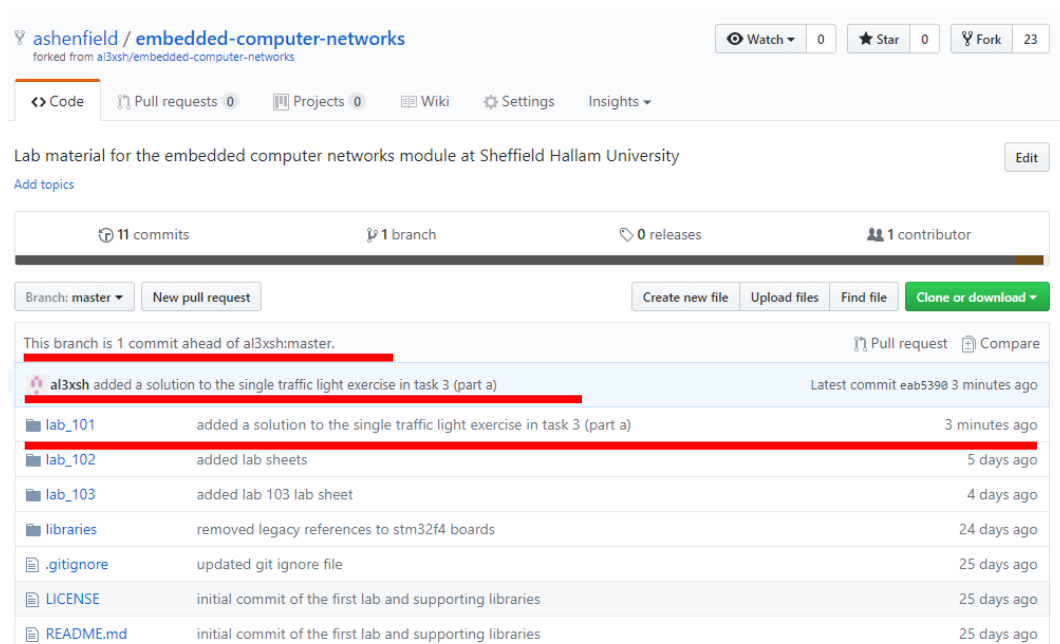 ashenfield / embedded-computer-networks Watch 0 Star 0 Fork 23
forked from al3xsh/embedded-computer-networks
Code Pull requests 0 Projects 0 Wiki Settings Insights
Lab material for the embedded computer networks module at Sheffield Hallam University Edit
Add topics
11 commits 1 branch 0 releases 1 contributor
Branch: master New pull request Create new file Upload files Find file Clone or download
This branch is 1 commit ahead of al3xsh:master. Pull request Compare
al3xsh added a solution to the single traffic light exercise in task 3 (part a) Latest commit eab5390 3 minutes ago
lab_101 added a solution to the single traffic light exercise in task 3 (part a) 3 minutes ago
lab_102 added lab sheets 5 days ago
lab_103 added lab 103 lab sheet 4 days ago
libraries removed legacy references to stm32f4 boards 24 days ago
.gitignore updated git ignore file 25 days ago
LICENSE initial commit of the first lab and supporting libraries 25 days ago
README.md initial commit of the first lab and supporting libraries 25 days ago